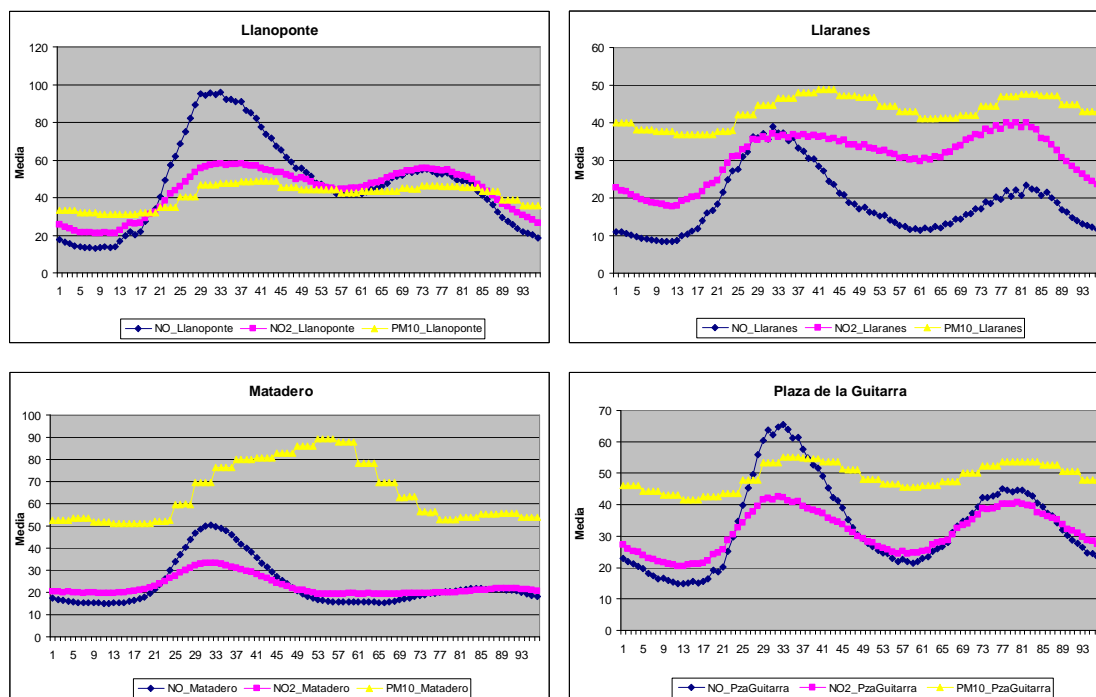 Llanoponte
120
100
80
60
40
20
0
Media
1 5 9 13 17 21 25 29 33 37 41 45 49 53 57 61 65 69 73 77 81 85 89 93
NO_Llanoponte NO2_Llanoponte PM10_Llanoponte
Llaranes
60
50
40
30
20
10
0
Media
1 5 9 13 17 21 25 29 33 37 41 45 49 53 57 61 65 69 73 77 81 85 89 93
NO_Llaranes NO2_Llaranes PM10_Llaranes
Matadero
100
90
80
70
60
50
40
30
20
10
0
Media
1 5 9 13 17 21 25 29 33 37 41 45 49 53 57 61 65 69 73 77 81 85 89 93
NO_Matadero NO2_Matadero PM10_Matadero
Plaza de la Guitarra
70
60
50
40
30
20
10
0
Media
1 5 9 13 17 21 25 29 33 37 41 45 49 53 57 61 65 69 73 77 81 85 89 93
NO_PzaGuitarra NO2_PzaGuitarra PM10_PzaGuitarra